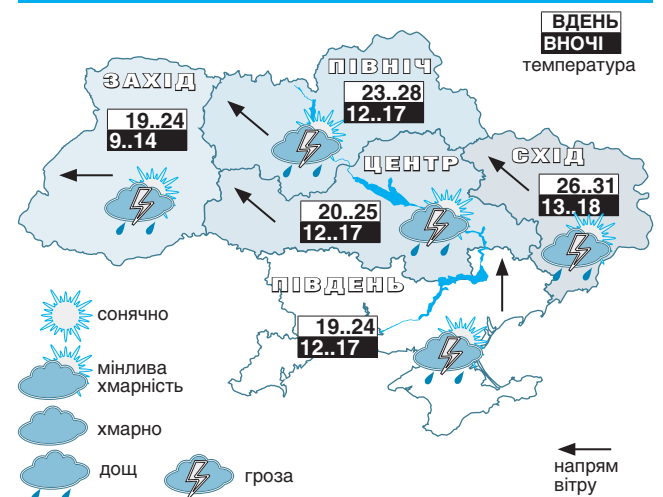 ВДЕНЬ
ВНОЧІ
температура
ПІВНІЧ
23..28
12..17
ЗАХІД
19..24
9..14
ЦЕНТР
20..25
12..17
СХІД
26..31
13..18
ПІВДЕНЬ
19..24
12..17
сонячно
мінлива
хмарність
хмарно
дощ
гроза
напрям
вітру